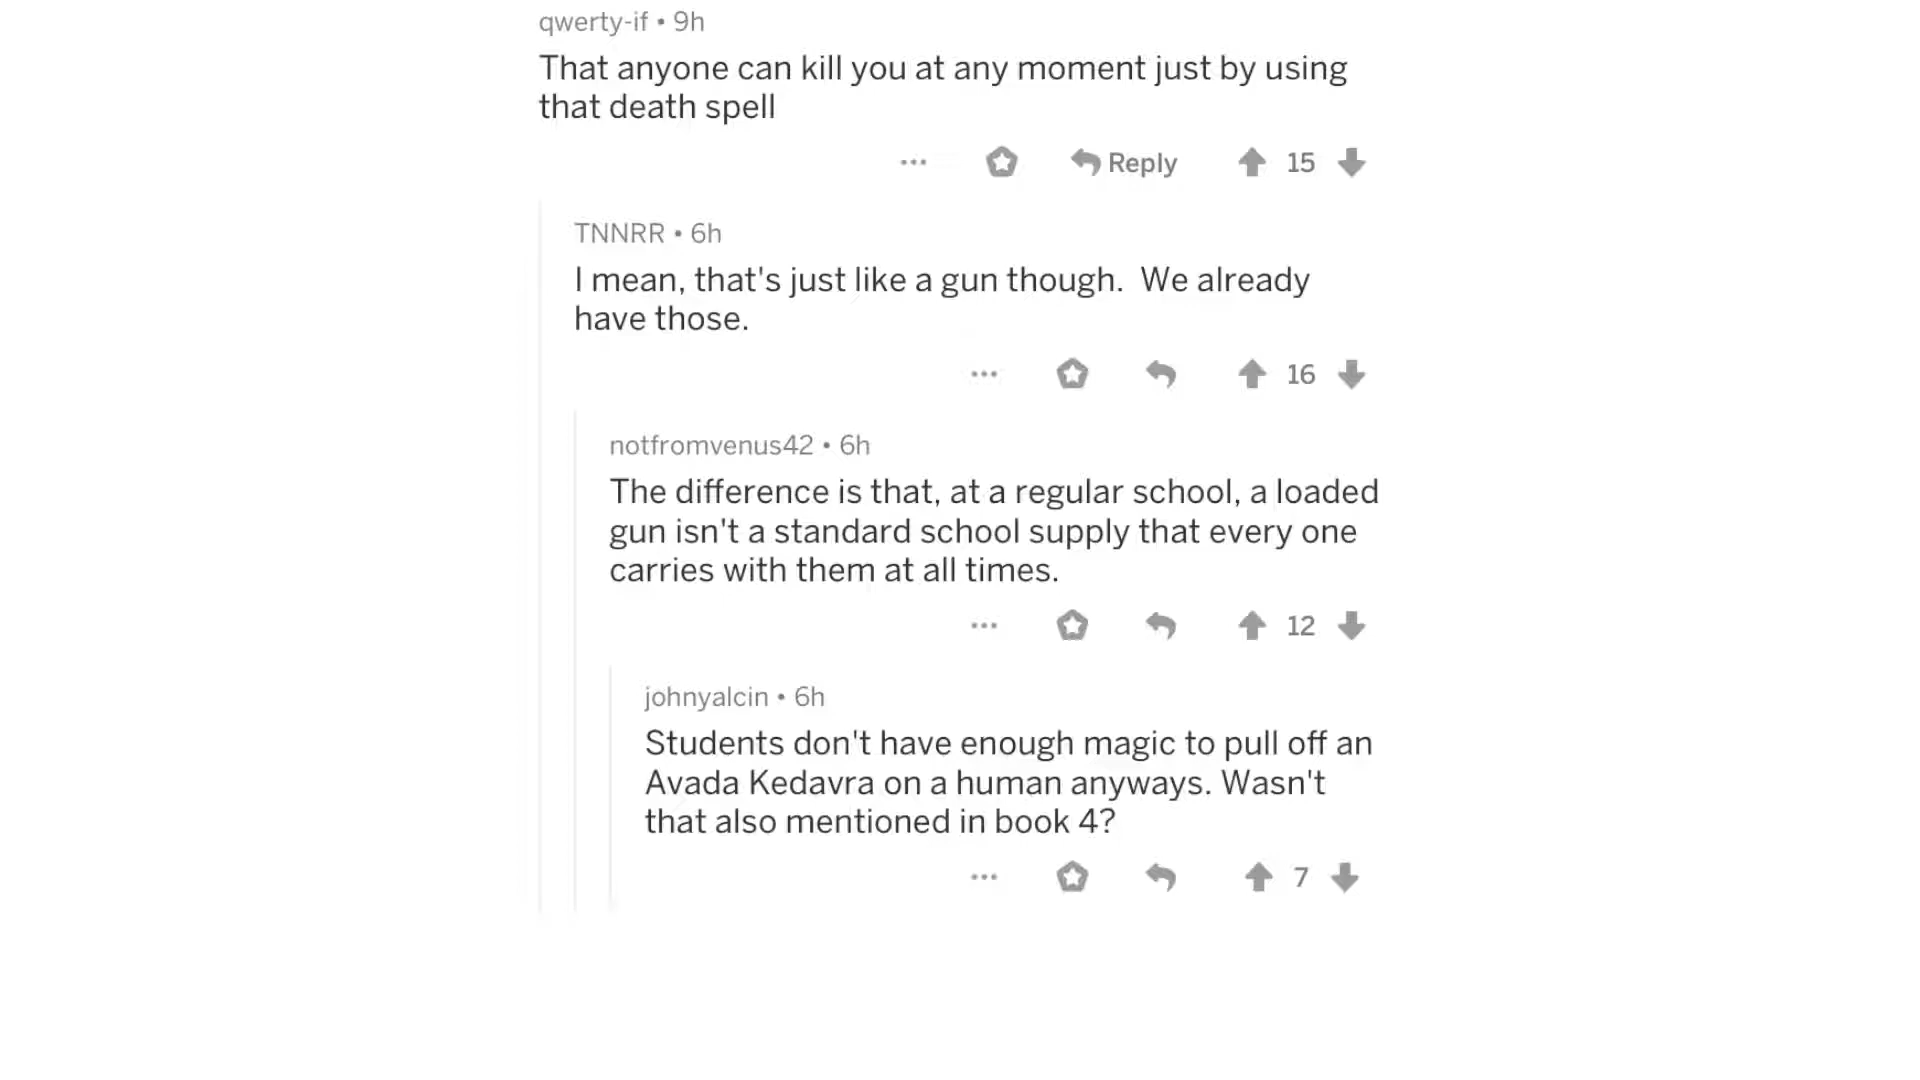 qwerty-if • 9h
That anyone can kill you at any moment just by using
that death spell
... Reply 15
TNNRR • 6h
I mean, that's just like a gun though. We already
have those.
... 16
notfromvenus42 • 6h
The difference is that, at a regular school, a loaded
gun isn't a standard school supply that every one
carries with them at all times.
... 12
johnyalcin • 6h
Students don't have enough magic to pull off an
Avada Kedavra on a human anyways. Wasn't
that also mentioned in book 4?
... 7